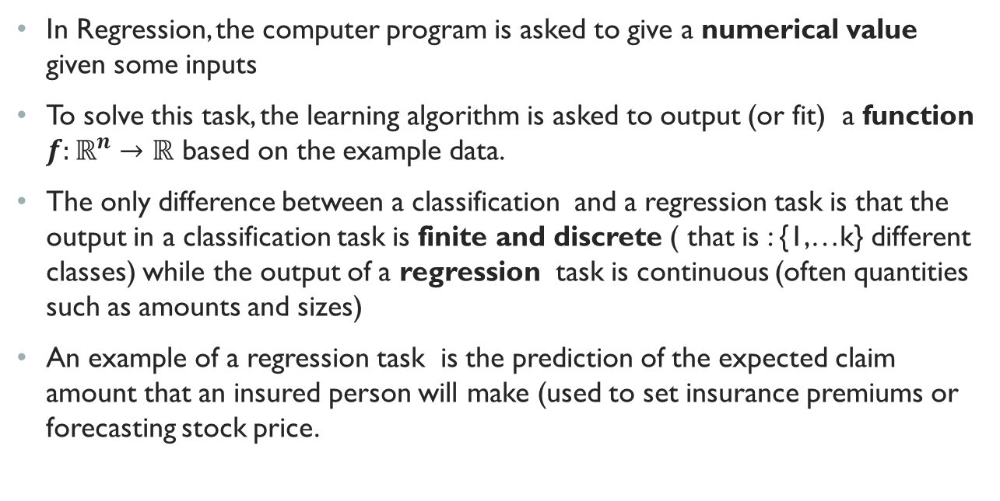 • In Regression, the computer program is asked to give a numerical value
given some inputs
• To solve this task, the learning algorithm is asked to output (or fit) a function
f: ℝⁿ → ℝ based on the example data.
• The only difference between a classification and a regression task is that the
output in a classification task is finite and discrete ( that is : {1,…k} different
classes) while the output of a regression task is continuous (often quantities
such as amounts and sizes)
• An example of a regression task is the prediction of the expected claim
amount that an insured person will make (used to set insurance premiums or
forecasting stock price.